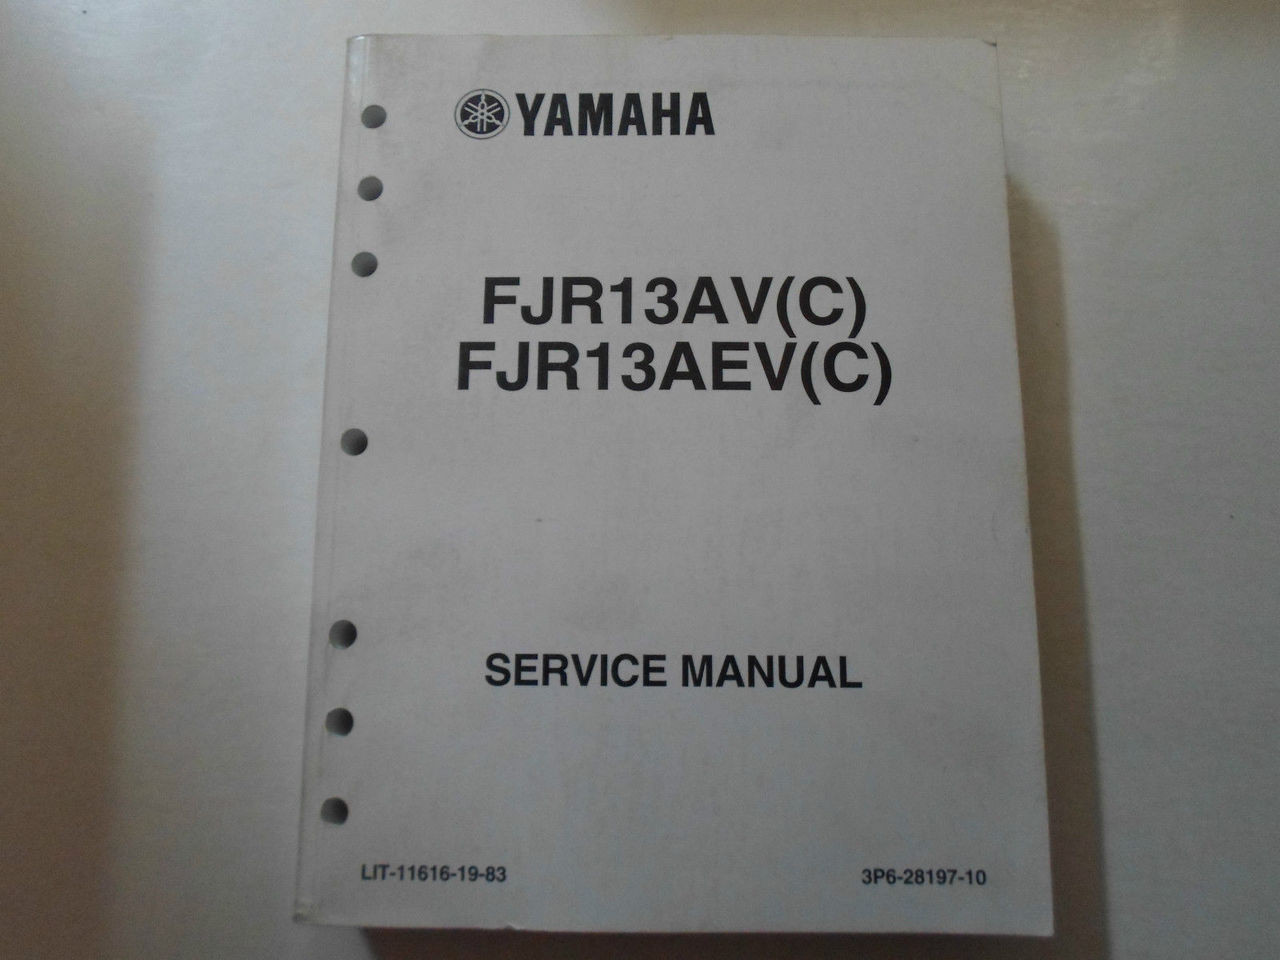 YAMAHA
FJR13AV(C)
FJR13AEV(C)
SERVICE MANUAL
LIT-11616-19-83
3P6-28197-10